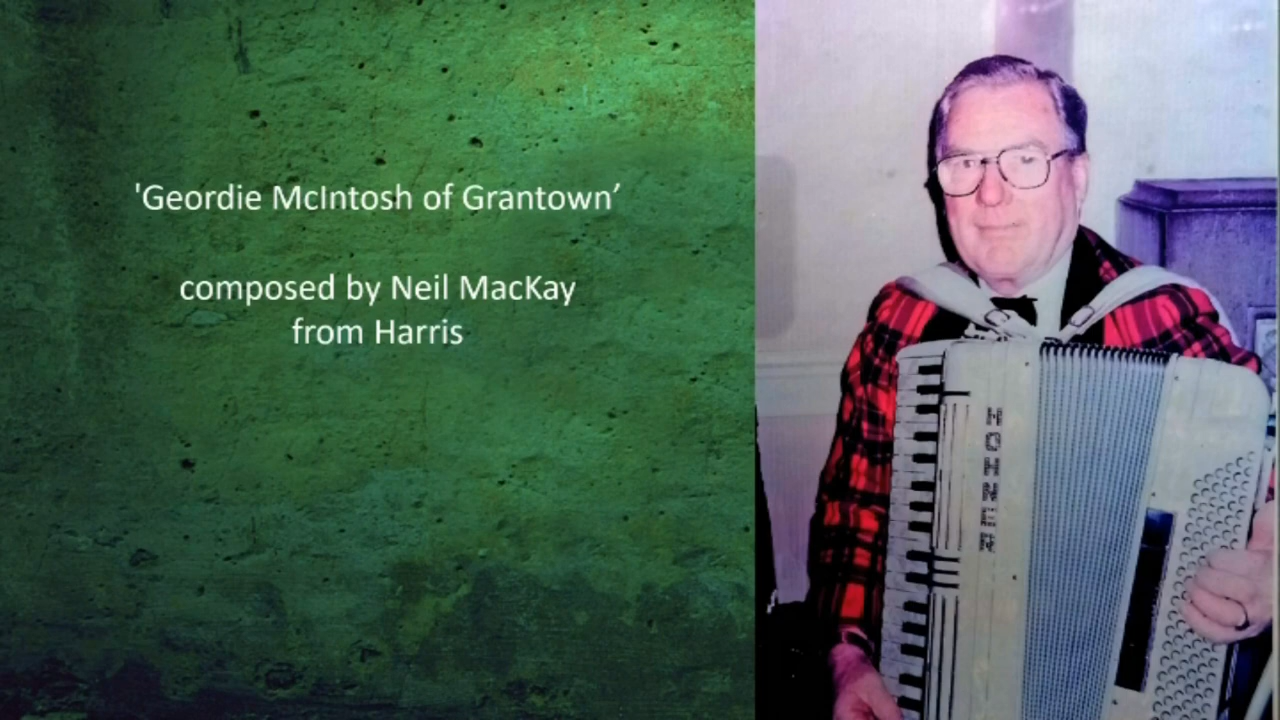 'Geordie McIntosh of Grantown’
composed by Neil MacKay
from Harris
HOHNER